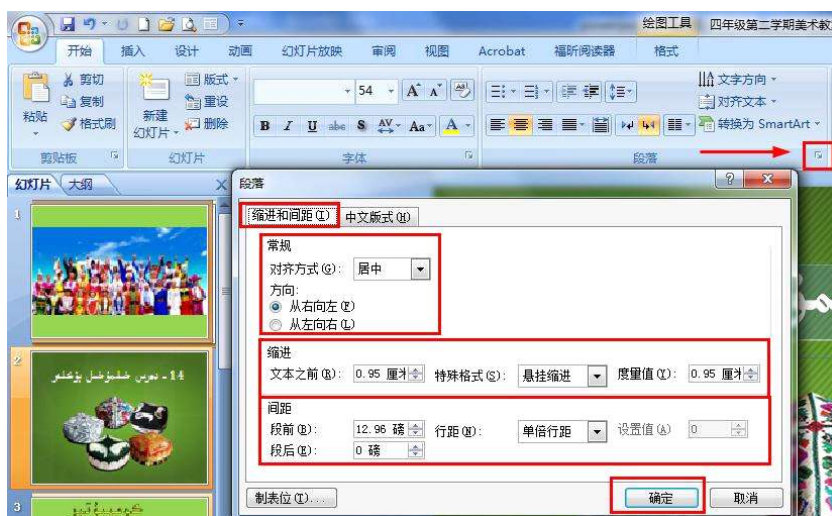 绘图工具 四年级第二学期美术教
开始 插入 设计 动画 幻灯片放映 审阅 视图 Acrobat 福昕阅读器 格式
粘贴 剪切 复制 格式刷
新建 幻灯片 版式 重设 删除
54
B I U abc S AV Aa A
文字方向
对齐文本
转换为 SmartArt
剪贴板 幻灯片 字体 段落
幻灯片 大纲
段落
缩进和间距(I) 中文版式(H)
常规
对齐方式(G): 居中
方向:
从右向左(F)
从左向右(L)
缩进
文本之前(R): 0.95 厘米 特殊格式(S): 悬挂缩进 度量值(Y): 0.95 厘米
间距
段前(B): 12.96 磅 行距(N): 单倍行距 设置值(A) 0
段后(E): 0 磅
制表位(T)... 确定 取消
1
2
14
3